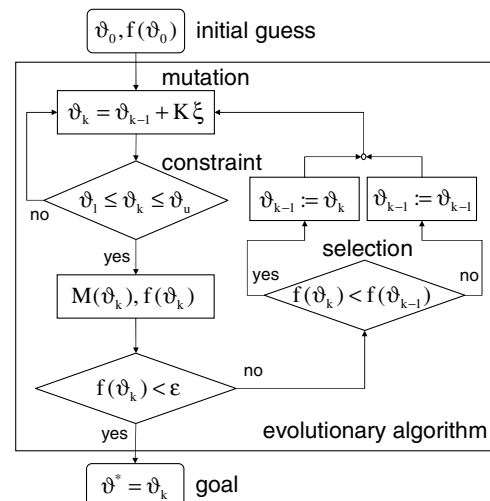 ϑ₀, f(ϑ₀) initial guess
mutation
ϑₖ = ϑₖ₋₁ + K ξ
constraint
ϑₗ ≤ ϑₖ ≤ ϑᵤ
no
yes
ϑₖ₋₁ := ϑₖ
ϑₖ₋₁ := ϑₖ₋₁
selection
yes
no
f(ϑₖ) < f(ϑₖ₋₁)
M(ϑₖ), f(ϑₖ)
no
f(ϑₖ) < ε
yes
evolutionary algorithm
ϑ* = ϑₖ goal